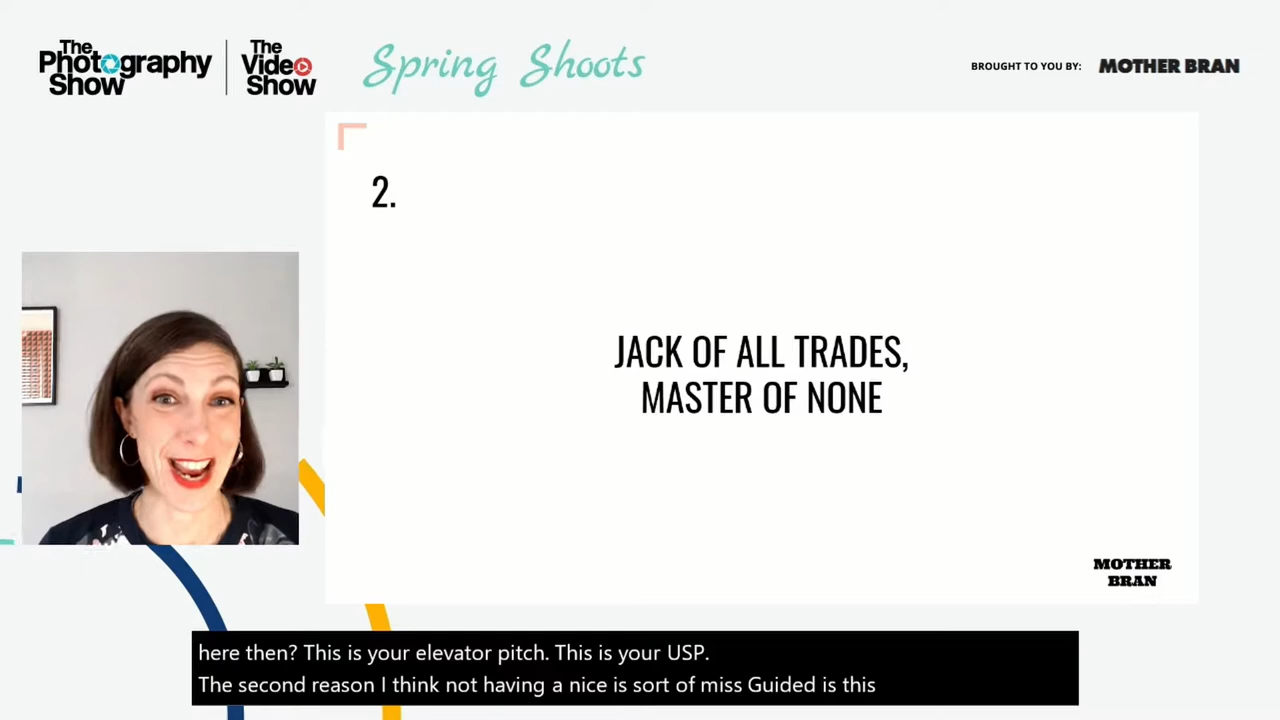 The Photography Show
The Video Show
Spring Shoots
BROUGHT TO YOU BY: MOTHER BRAN
2.
JACK OF ALL TRADES,
MASTER OF NONE
MOTHER
BRAN
here then? This is your elevator pitch. This is your USP.
The second reason I think not having a nice is sort of miss Guided is this